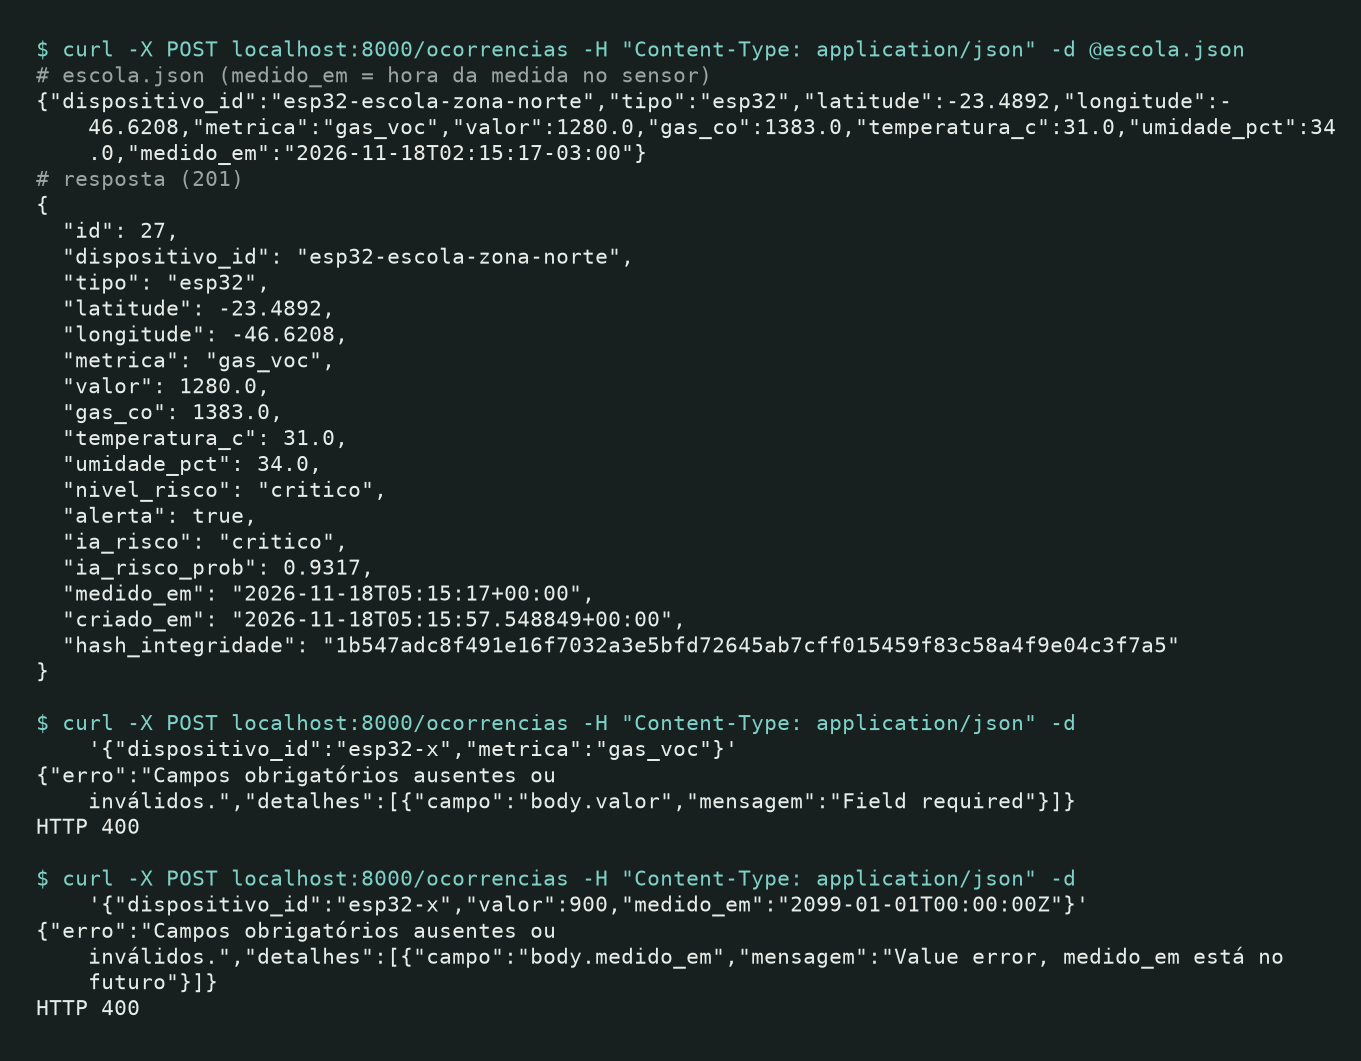 $ curl -X POST localhost:8000/ocorrencias -H "Content-Type: application/json" -d @escola.json
# escola.json (medido_em = hora da medida no sensor)
{"dispositivo_id":"esp32-escola-zona-norte","tipo":"esp32","latitude":-23.4892,"longitude":-
46.6208,"metrica":"gas_voc","valor":1280.0,"gas_co":1383.0,"temperatura_c":31.0,"umidade_pct":34
.0,"medido_em":"2026-11-18T02:15:17-03:00"}
# resposta (201)
{
  "id": 27,
  "dispositivo_id": "esp32-escola-zona-norte",
  "tipo": "esp32",
  "latitude": -23.4892,
  "longitude": -46.6208,
  "metrica": "gas_voc",
  "valor": 1280.0,
  "gas_co": 1383.0,
  "temperatura_c": 31.0,
  "umidade_pct": 34.0,
  "nivel_risco": "critico",
  "alerta": true,
  "ia_risco": "critico",
  "ia_risco_prob": 0.9317,
  "medido_em": "2026-11-18T05:15:17+00:00",
  "criado_em": "2026-11-18T05:15:57.548849+00:00",
  "hash_integridade": "1b547adc8f491e16f7032a3e5bfd72645ab7cff015459f83c58a4f9e04c3f7a5"
}
$ curl -X POST localhost:8000/ocorrencias -H "Content-Type: application/json" -d
'{"dispositivo_id":"esp32-x","metrica":"gas_voc"}'
{"erro":"Campos obrigatórios ausentes ou
inválidos.","detalhes":[{"campo":"body.valor","mensagem":"Field required"}]}
HTTP 400
$ curl -X POST localhost:8000/ocorrencias -H "Content-Type: application/json" -d
'{"dispositivo_id":"esp32-x","valor":900,"medido_em":"2099-01-01T00:00:00Z"}'
{"erro":"Campos obrigatórios ausentes ou
inválidos.","detalhes":[{"campo":"body.medido_em","mensagem":"Value error, medido_em está no
futuro"}]}
HTTP 400